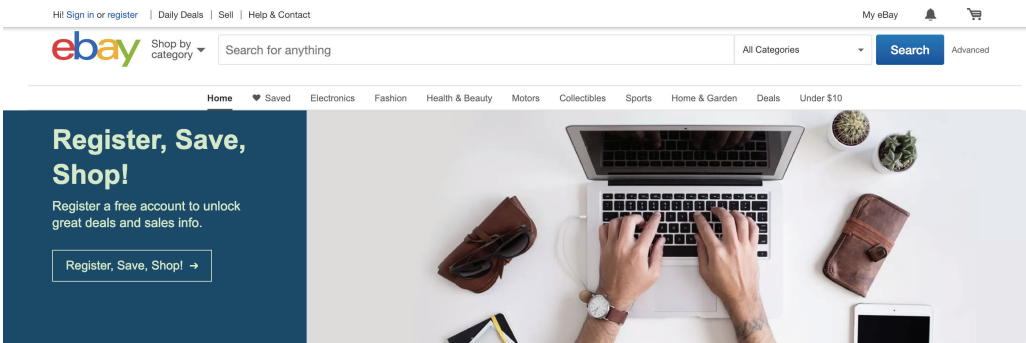 Hi! Sign in or register | Daily Deals | Sell | Help & Contact My eBay
ebay Shop by category Search for anything All Categories Search Advanced
Home Saved Electronics Fashion Health & Beauty Motors Collectibles Sports Home & Garden Deals Under $10
Register, Save,
Shop!
Register a free account to unlock
great deals and sales info.
Register, Save, Shop! →